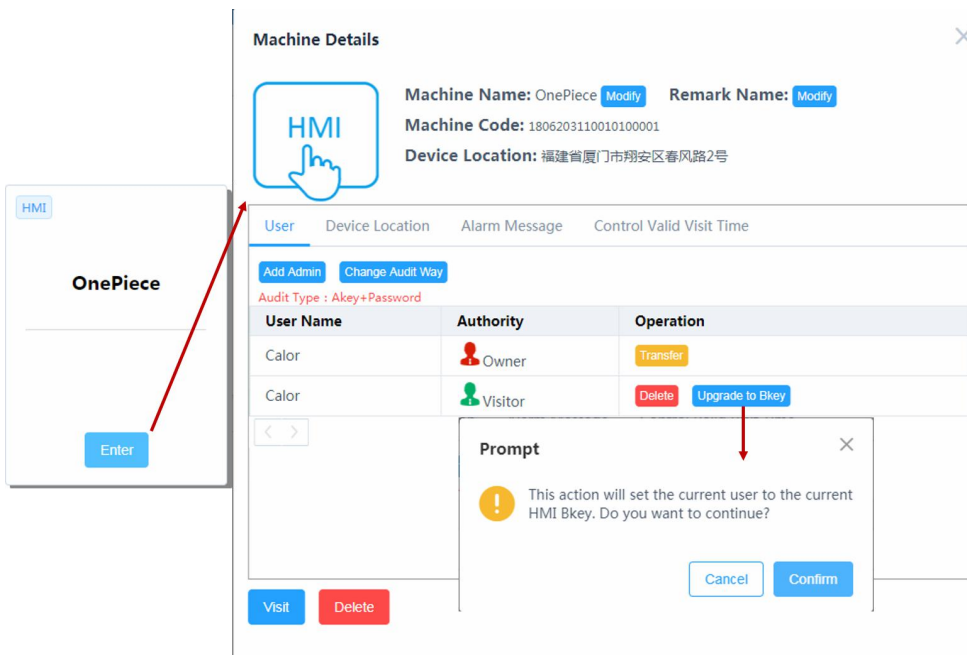 Machine Details
HMI
Machine Name: OnePiece Modify Remark Name: Modify
Machine Code: 1806203110010100001
Device Location: 福建省厦门市翔安区春风路2号
HMI
OnePiece
Enter
User Device Location Alarm Message Control Valid Visit Time
Add Admin Change Audit Way
Audit Type : Akey+Password
User Name Authority Operation
Calor Owner Transfer
Calor Visitor Delete Upgrade to Bkey
Prompt
This action will set the current user to the current
HMI Bkey. Do you want to continue?
Cancel Confirm
Visit Delete